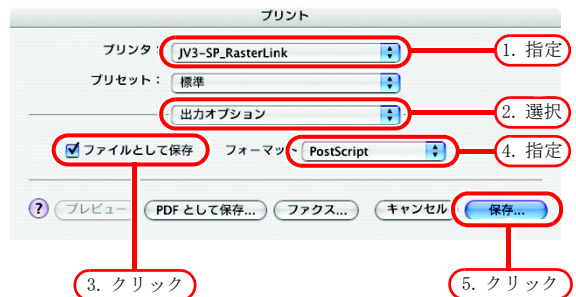 プリント
プリンタ： JV3-SP_RasterLink 1. 指定
プリセット： 標準
出力オプション 2. 選択
ファイルとして保存 フォーマット PostScript 4. 指定
? プレビュー PDF として保存... ファクス... キャンセル 保存...
3. クリック 5. クリック